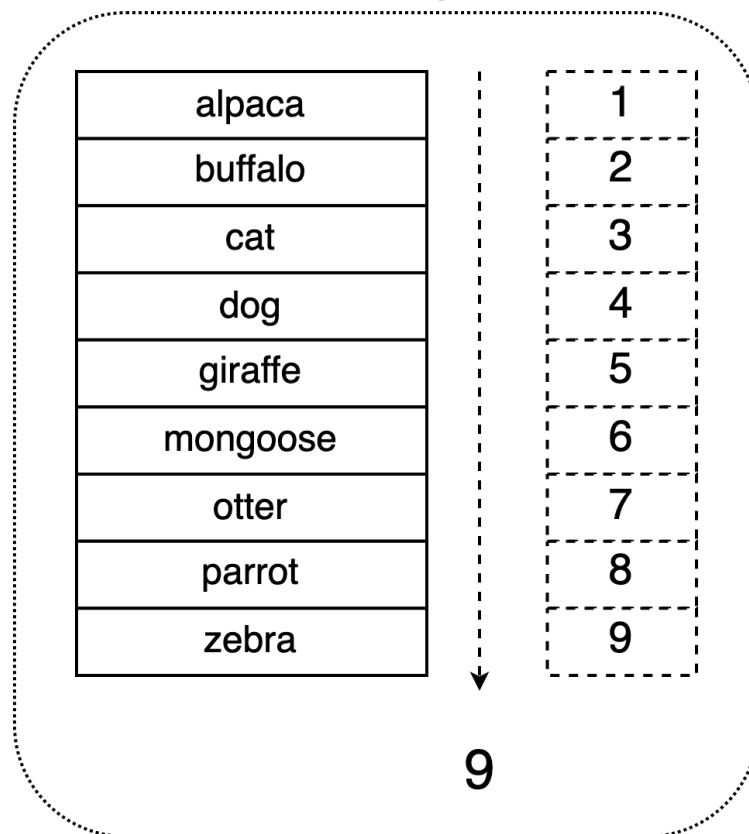 alpaca 1
buffalo 2
cat 3
dog 4
giraffe 5
mongoose 6
otter 7
parrot 8
zebra 9
9